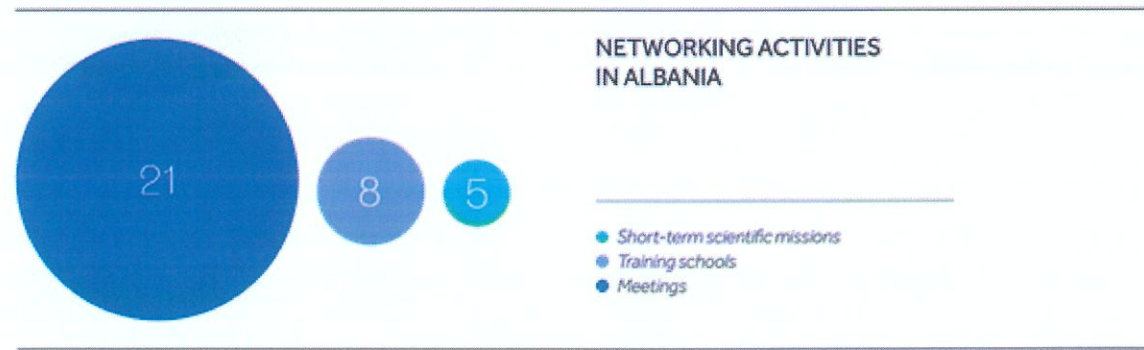 NETWORKING ACTIVITIES
IN ALBANIA
21
8
5
Short-term scientific missions
Training schools
Meetings